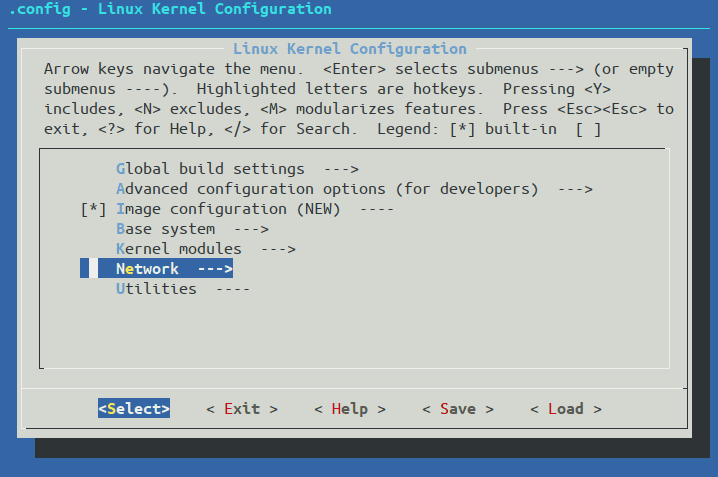 .config - Linux Kernel Configuration
Linux Kernel Configuration
Arrow keys navigate the menu.  <Enter> selects submenus ---> (or empty
submenus ----).  Highlighted letters are hotkeys.  Pressing <Y>
includes, <N> excludes, <M> modularizes features.  Press <Esc><Esc> to
exit, <?> for Help, </> for Search.  Legend: [*] built-in  [ ]
Global build settings  --->
Advanced configuration options (for developers)  --->
[*] Image configuration (NEW)  ----
Base system  --->
Kernel modules  --->
Network  --->
Utilities  ----
<Select>    < Exit >    < Help >    < Save >    < Load >